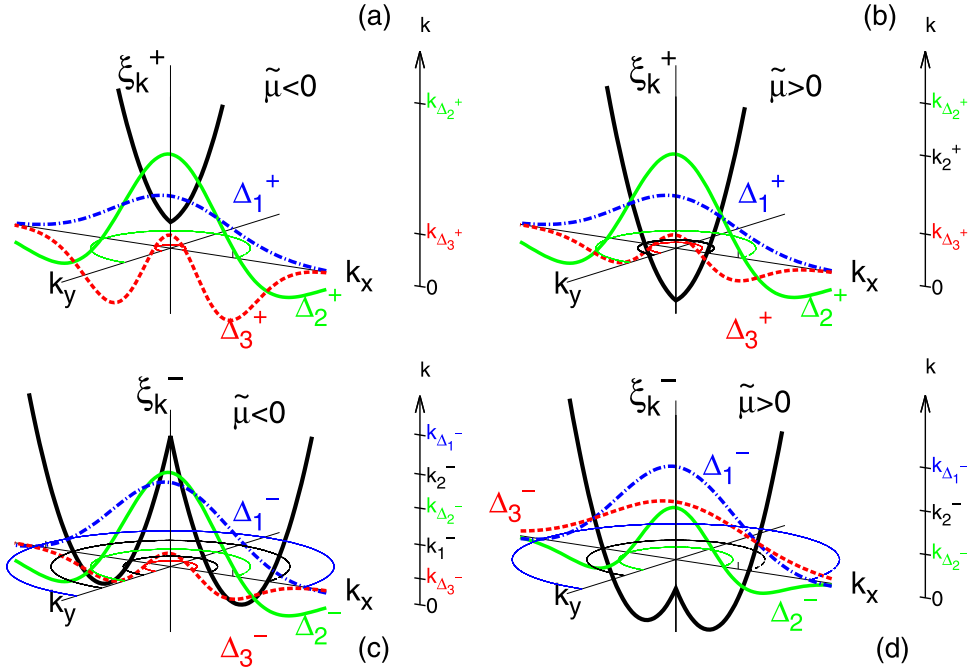 (a)
ξk+
μ̃<0
Δ1+
ky
kx
Δ2+
Δ3+
k
kΔ2+
kΔ3+
0
(b)
ξk+
μ̃>0
Δ1+
ky
kx
Δ2+
Δ3+
k
kΔ2+
k2+
kΔ3+
0
ξk−
μ̃<0
Δ1−
ky
kx
Δ2−
Δ3−
(c)
k
kΔ1−
k2−
kΔ2−
k1−
kΔ3−
0
ξk−
μ̃>0
Δ1−
Δ3−
ky
kx
Δ2−
(d)
k
kΔ1−
k2−
kΔ2−
0